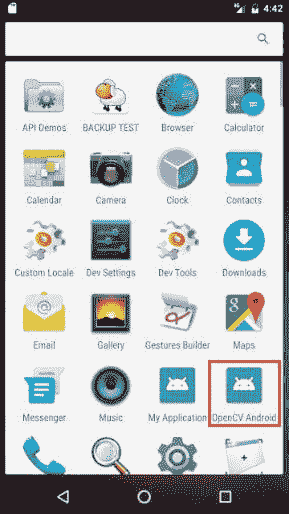 4:42
API Demos BACKUP TEST Browser Calculator
Calendar Camera Clock Contacts
Custom Locale Dev Settings Dev Tools Downloads
Email Gallery Gestures Builder Maps
Messenger Music My Application OpenCV Android